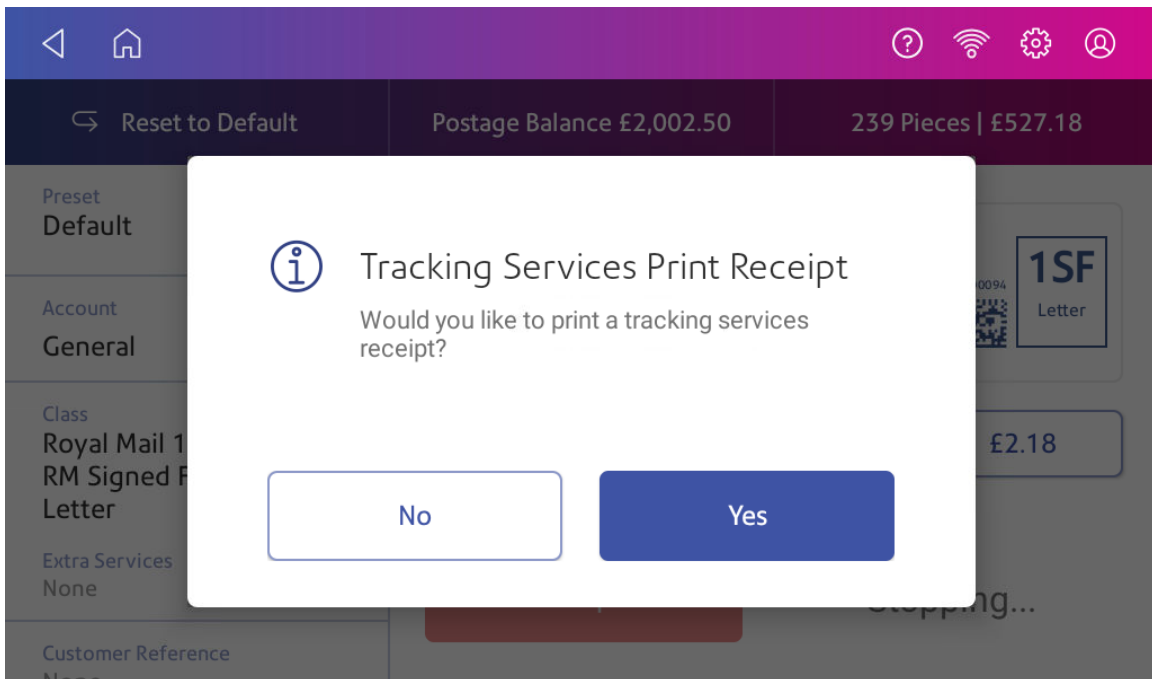 Reset to Default
Postage Balance £2,002.50
239 Pieces | £527.18
Preset
Default
Account
General
Class
Royal Mail 1
RM Signed F
Letter
Extra Services
None
Customer Reference
None
Tracking Services Print Receipt
Would you like to print a tracking services
receipt?
No
Yes
0094
1SF
Letter
£2.18
Stopping...